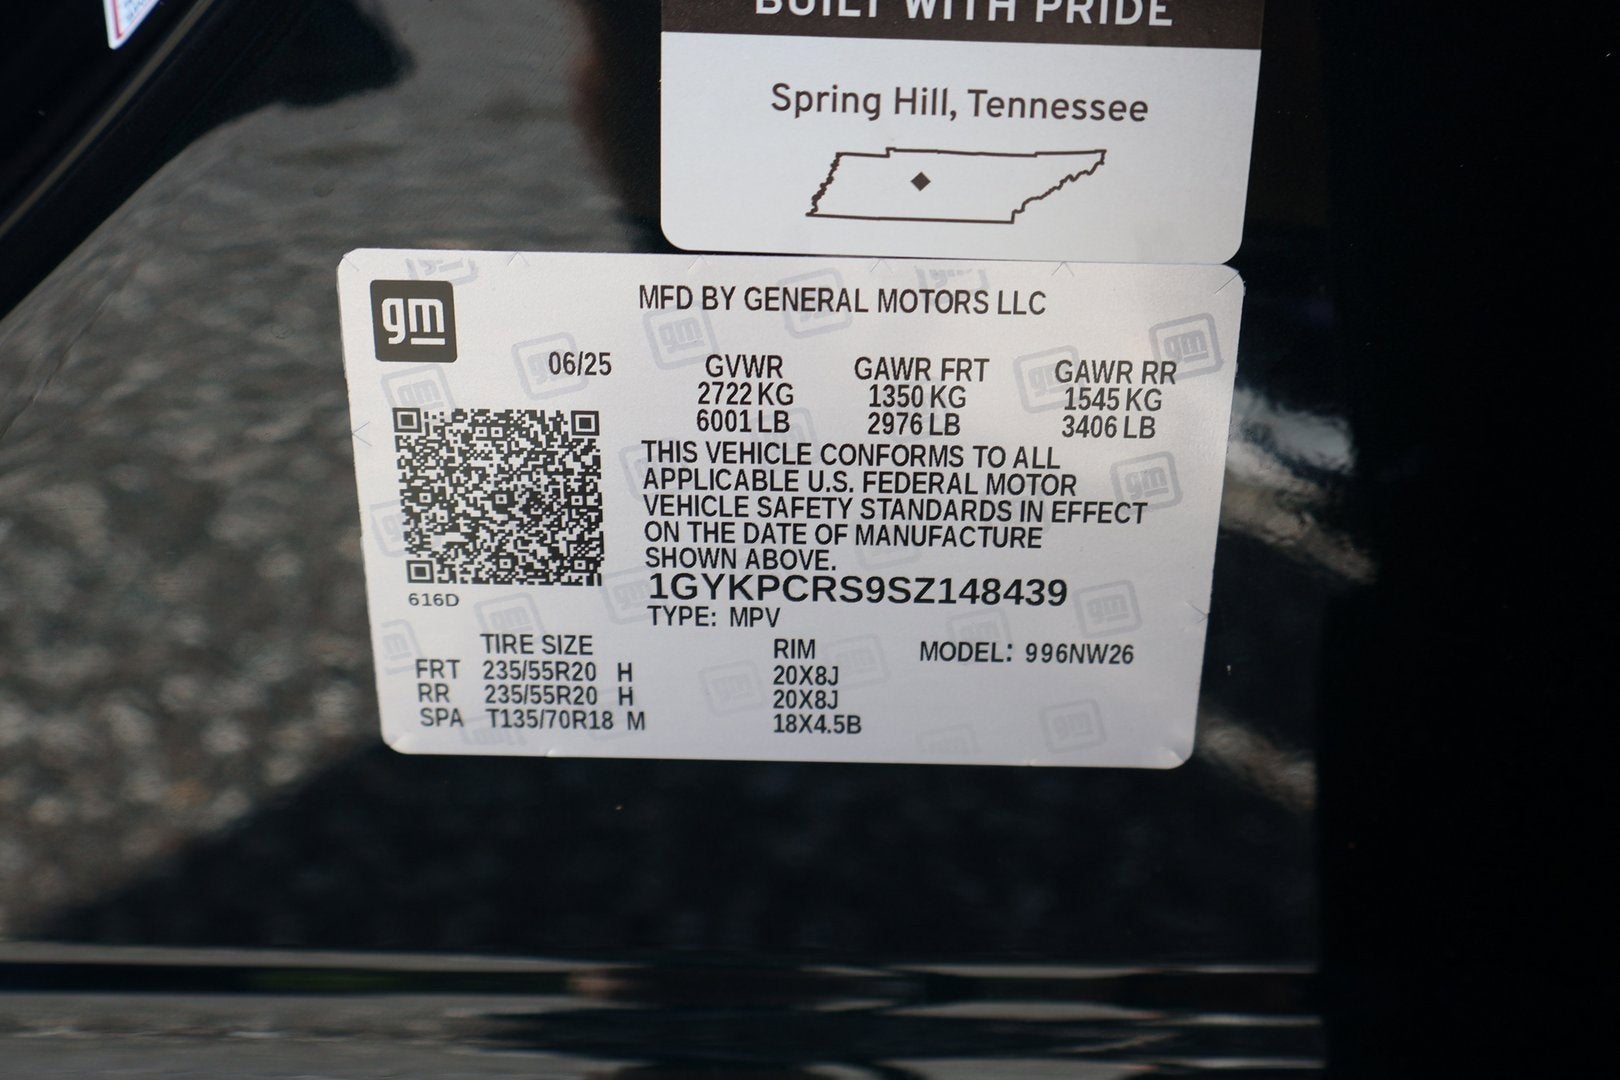 BUILT WITH PRIDE
Spring Hill, Tennessee
gm
MFD BY GENERAL MOTORS LLC
06/25 GVWR GAWR FRT GAWR RR
2722 KG 1350 KG 1545 KG
6001 LB 2976 LB 3406 LB
THIS VEHICLE CONFORMS TO ALL
APPLICABLE U.S. FEDERAL MOTOR
VEHICLE SAFETY STANDARDS IN EFFECT
ON THE DATE OF MANUFACTURE
SHOWN ABOVE.
1GYKPCRS9SZ148439
616D
TYPE: MPV
TIRE SIZE RIM MODEL: 996NW26
FRT 235/55R20 H 20X8J
RR 235/55R20 H 20X8J
SPA T135/70R18 M 18X4.5B